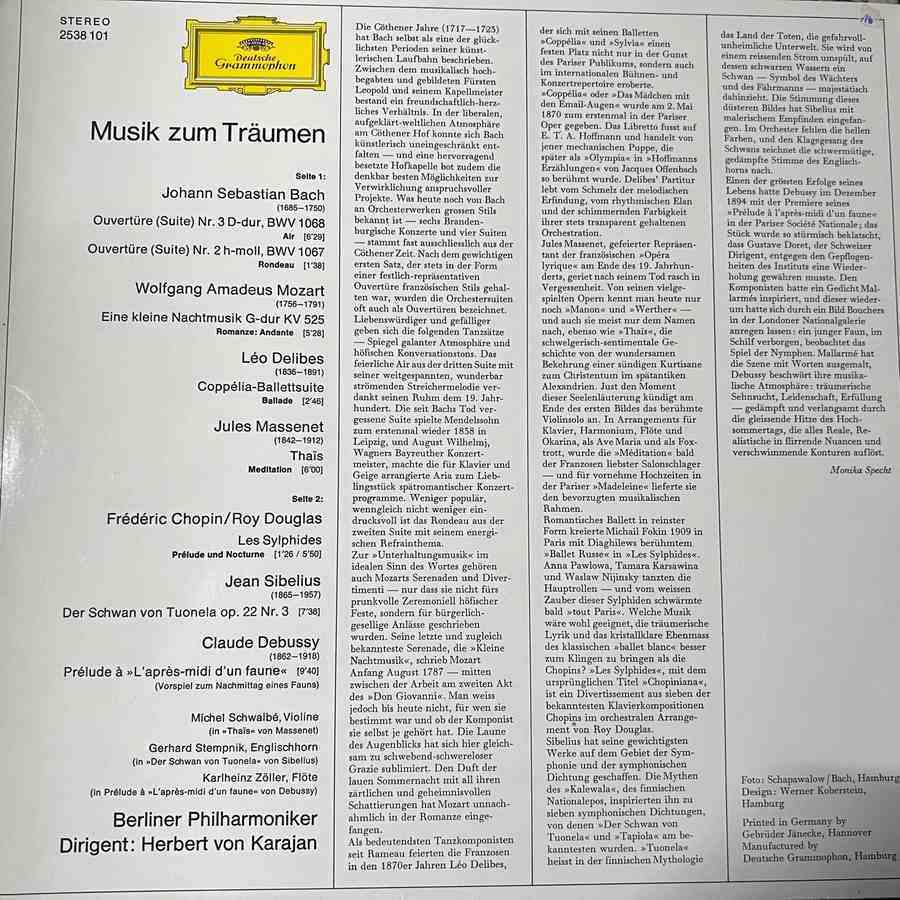 STEREO
2538 101
Deutsche
Grammophon
Musik zum Träumen
Seite 1:
Johann Sebastian Bach
(1685—1750)
Ouvertüre (Suite) Nr. 3 D-dur, BWV 1068
Air [6'29]
Ouvertüre (Suite) Nr. 2 h-moll, BWV 1067
Rondeau [1'38]
Wolfgang Amadeus Mozart
(1756—1791)
Eine kleine Nachtmusik G-dur KV 525
Romanze: Andante [5'28]
Léo Delibes
(1836—1891)
Coppélia-Ballettsuite
Ballade [2'46]
Jules Massenet
(1842—1912)
Thaïs
Meditation [6'00]
Seite 2:
Frédéric Chopin/Roy Douglas
Les Sylphides
Prélude und Nocturne [1'26 / 5'50]
Jean Sibelius
(1865—1957)
Der Schwan von Tuonela op. 22 Nr. 3 [7'38]
Claude Debussy
(1862—1918)
Prélude à »L'après-midi d'un faune« [9'40]
(Vorspiel zum Nachmittag eines Fauns)
Michel Schwalbé, Violine
(in »Thaïs« von Massenet)
Gerhard Stempnik, Englischhorn
(in »Der Schwan von Tuonela« von Sibelius)
Karlheinz Zöller, Flöte
(in Prélude à »L'après-midi d'un faune« von Debussy)
Berliner Philharmoniker
Dirigent: Herbert von Karajan
Die Cöthener Jahre (1717—1723)
hat Bach selbst als eine der glück-
lichsten Perioden seiner künst-
lerischen Laufbahn beschrieben.
Zwischen dem musikalisch hoch-
begabten und gebildeten Fürsten
Leopold und seinem Kapellmeister
bestand ein freundschaftlich-herz-
liches Verhältnis. In der liberalen,
aufgeklärt-weltlichen Atmosphäre
am Cöthener Hof konnte sich Bach
künstlerisch uneingeschränkt ent-
falten — und eine hervorragend
besetzte Hofkapelle bot zudem die
denkbar besten Möglichkeiten zur
Verwirklichung anspruchsvoller
Projekte. Was heute noch von Bach
an Orchesterwerken grossen Stils
bekannt ist — sechs Branden-
burgische Konzerte und vier Suiten
— stammt fast ausschliesslich aus der
Cöthener Zeit. Nach dem gewichtigen
ersten Satz, der stets in der Form
einer festlich-repräsentativen
Ouvertüre französischen Stils gehal-
ten war, wurden die Orchestersuiten
oft auch als Ouvertüren bezeichnet.
Liebenswürdiger und gefälliger
geben sich die folgenden Tanzsätze
— Spiegel galanter Atmosphäre und
höfischen Konversationstons. Das
feierliche Air aus der dritten Suite mit
seiner weitgespannten, wunderbar
strömenden Streichermelodie ver-
dankt seinen Ruhm dem 19. Jahr-
hundert. Die seit Bachs Tod ver-
gessene Suite spielte Mendelssohn
zum erstenmal wieder 1838 in
Leipzig, und August Wilhelmj,
Wagners Bayreuther Konzert-
meister, machte die für Klavier und
Geige arrangierte Aria zum Lieb-
lingsstück spätromantischer Konzert-
programme. Weniger populär,
wenngleich nicht weniger ein-
drucksvoll ist das Rondeau aus der
zweiten Suite mit seinem energi-
schen Refrainthema.
Zur »Unterhaltungsmusik« im
idealen Sinn des Wortes gehören
auch Mozarts Serenaden und Diver-
timenti — nur dass sie nicht fürs
prunkvolle Zeremoniell höfischer
Feste, sondern für bürgerlich-
gesellige Anlässe geschrieben
wurden. Seine letzte und zugleich
bekannteste Serenade, die »Kleine
Nachtmusik«, schrieb Mozart
Anfang August 1787 — mitten
zwischen der Arbeit am zweiten Akt
des »Don Giovanni«. Man weiss
jedoch bis heute nicht, für wen sie
bestimmt war und ob der Komponist
sie selbst je gehört hat. Die Laune
des Augenblicks hat sich hier gleich-
sam zu schwebend-schwereloser
Grazie sublimiert. Den Duft der
lauen Sommernacht mit all ihren
zärtlichen und geheimnisvollen
Schattierungen hat Mozart unnach-
ahmlich in der Romanze einge-
fangen.
Als bedeutendsten Tanzkomponisten
seit Rameau feierten die Franzosen
in den 1870er Jahren Léo Delibes,
der sich mit seinen Balletten
»Coppélia« und »Sylvia« einen
festen Platz nicht nur in der Gunst
des Pariser Publikums, sondern auch
im internationalen Bühnen- und
Konzertrepertoire eroberte.
»Coppélia« oder »Das Mädchen mit
den Email-Augen« wurde am 2. Mai
1870 zum erstenmal in der Pariser
Oper gegeben. Das Libretto fusst auf
E. T. A. Hoffmann und handelt von
jener mechanischen Puppe, die
später als »Olympia« in »Hoffmanns
Erzählungen« von Jacques Offenbach
so berühmt wurde. Delibes' Partitur
lebt vom Schmelz der melodischen
Erfindung, vom rhythmischen Elan
und der schimmernden Farbigkeit
ihrer stets transparent gehaltenen
Orchestration.
Jules Massenet, gefeierter Repräsen-
tant der französischen »Opéra
lyrique« am Ende des 19. Jahrhun-
derts, geriet nach seinem Tod rasch in
Vergessenheit. Von seinen vielge-
spielten Opern kennt man heute nur
noch »Manon« und »Werther« —
und auch sie meist nur dem Namen
nach, ebenso wie »Thaïs«, die
schwelgerisch-sentimentale Ge-
schichte von der wundersamen
Bekehrung einer sündigen Kurtisane
zum Christentum im spätantiken
Alexandrien. Just den Moment
dieser Seelenläuterung kündigt am
Ende des ersten Bildes das berühmte
Violinsolo an. In Arrangements für
Klavier, Harmonium, Flöte und
Okarina, als Ave Maria und als Fox-
trott, wurde die »Méditation« bald
der Franzosen liebster Salonschlager
— und für vornehme Hochzeiten in
der Pariser »Madeleine« lieferte sie
den bevorzugten musikalischen
Rahmen.
Romantisches Ballett in reinster
Form kreierte Michail Fokin 1909 in
Paris mit Diaghilews berühmtem
»Ballet Russe« in »Les Sylphides«.
Anna Pawlowa, Tamara Karsawina
und Waslaw Nijinsky tanzten die
Hauptrollen — und vom weissen
Zauber dieser Sylphiden schwärmte
bald »tout Paris«. Welche Musik
wäre wohl geeignet, die träumerische
Lyrik und das kristallklare Ebenmass
des klassischen »ballet blanc« besser
zum Klingen zu bringen als die
Chopins? »Les Sylphides«, mit dem
ursprünglichen Titel »Chopiniana«,
ist ein Divertissement aus sieben der
bekanntesten Klavierkompositionen
Chopins im orchestralen Arrange-
ment von Roy Douglas.
Sibelius hat seine gewichtigsten
Werke auf dem Gebiet der Sym-
phonie und der symphonischen
Dichtung geschaffen. Die Mythen
des »Kalewala«, des finnischen
Nationalepos, inspirierten ihn zu
sieben symphonischen Dichtungen,
von denen »Der Schwan von
Tuonela« und »Tapiola« am be-
kanntesten wurden. »Tuonela«
heisst in der finnischen Mythologie
das Land der Toten, die gefahrvoll-
unheimliche Unterwelt. Sie wird von
einem reissenden Strom umspült, auf
dessen schwarzen Wassern ein
Schwan — Symbol des Wächters
und des Fährmanns — majestätisch
dahinzieht. Die Stimmung dieses
düsteren Bildes hat Sibelius mit
malerischem Empfinden eingefan-
gen. Im Orchester fehlen die hellen
Farben, und den Klagegesang des
Schwans zeichnet die schwermütige,
gedämpfte Stimme des Englisch-
horns nach.
Einen der grössten Erfolge seines
Lebens hatte Debussy im Dezember
1894 mit der Premiere seines
»Prélude à l'après-midi d'un faune«
in der Pariser Société Nationale; das
Stück wurde so stürmisch beklatscht,
dass Gustave Doret, der Schweizer
Dirigent, entgegen den Gepflogen-
heiten des Instituts eine Wieder-
holung gewähren musste. Den
Komponisten hatte ein Gedicht Mal-
larmés inspiriert, und dieser wieder-
um hatte sich durch ein Bild Bouchers
in der Londoner Nationalgalerie
anregen lassen: ein junger Faun, im
Schilf verborgen, beobachtet das
Spiel der Nymphen. Mallarmé hat
die Szene mit Worten ausgemalt,
Debussy beschwört ihre musika-
lische Atmosphäre: träumerische
Sehnsucht, Leidenschaft, Erfüllung
— gedämpft und verlangsamt durch
die gleissende Hitze des Hoch-
sommertags, die alles Reale, Re-
alistische in flirrende Nuancen und
verschwimmende Konturen auflöst.
Monika Specht
Foto: Schapawalow/Bach, Hamburg
Design: Werner Koberstein,
Hamburg
Printed in Germany by
Gebrüder Jänecke, Hannover
Manufactured by
Deutsche Grammophon, Hamburg